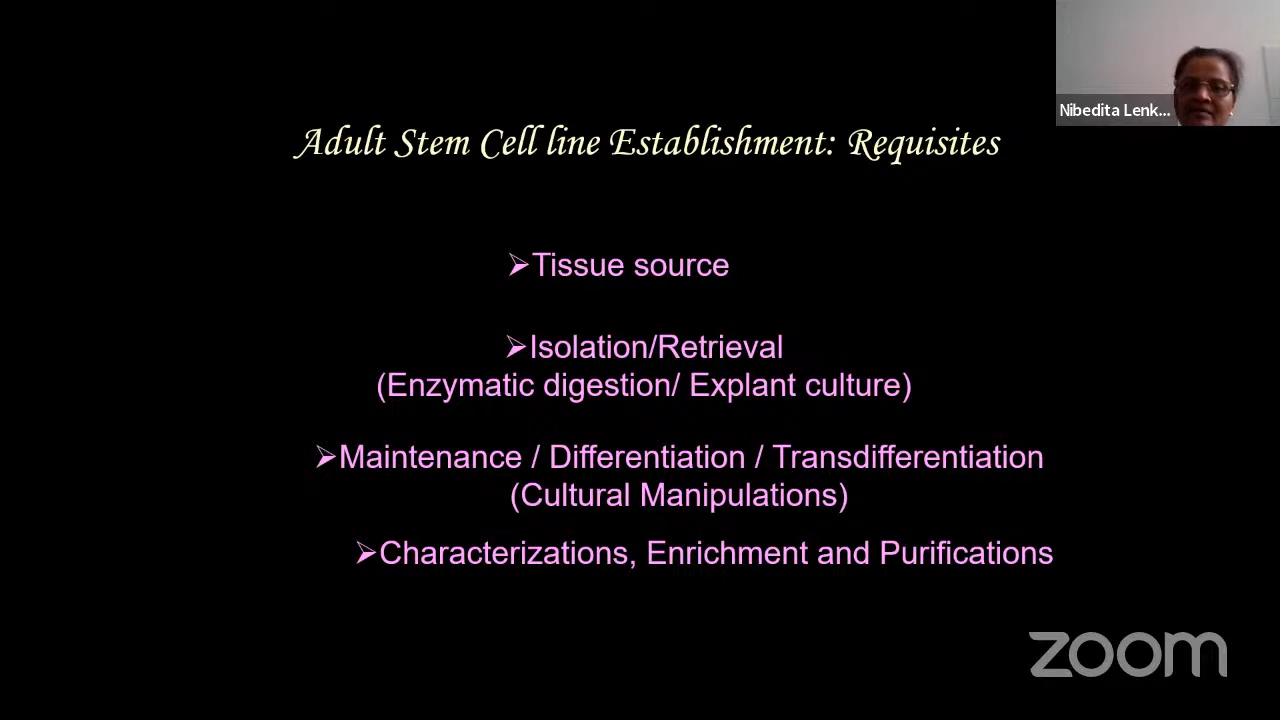 Nibedita Lenk...
Adult Stem Cell line Establishment: Requisites
➢Tissue source
➢Isolation/Retrieval
(Enzymatic digestion/ Explant culture)
➢Maintenance / Differentiation / Transdifferentiation
(Cultural Manipulations)
➢Characterizations, Enrichment and Purifications
zoom